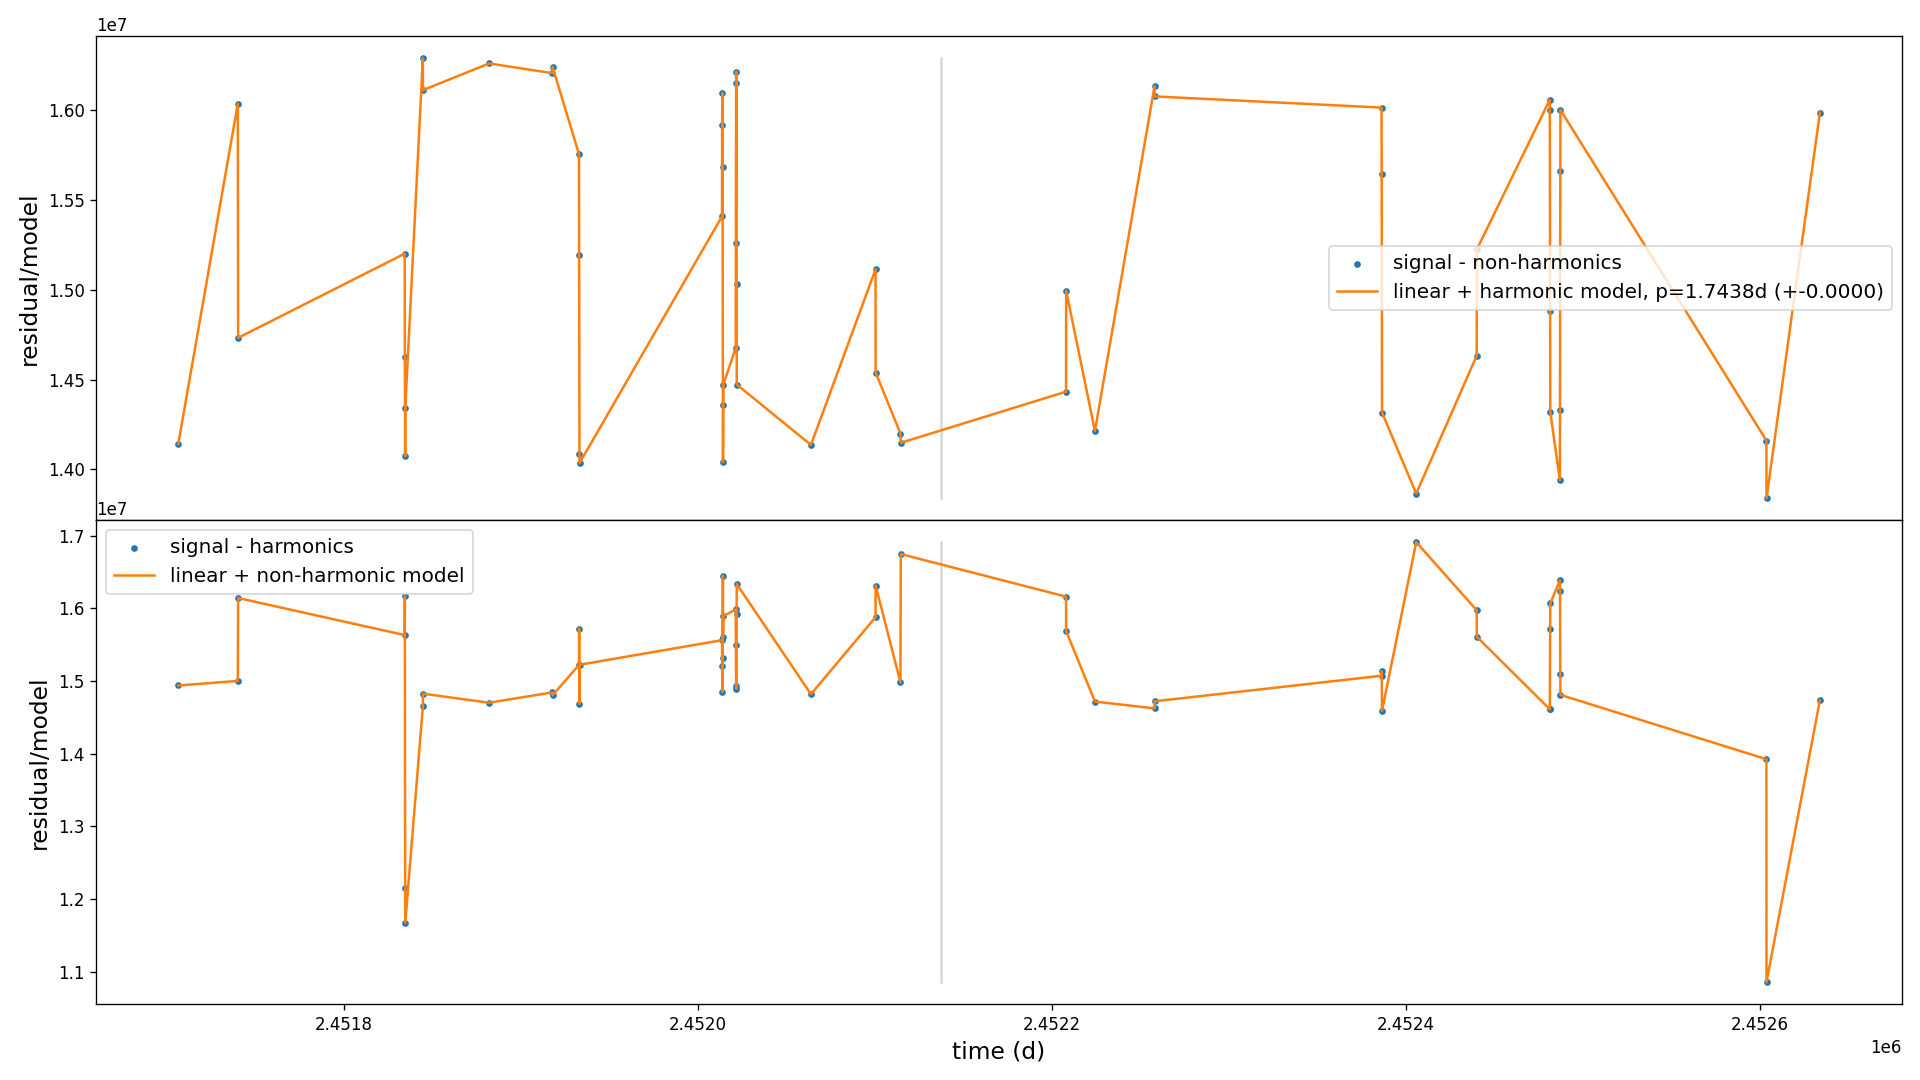 1e7
1.60
1.55
1.50
1.45
1.40
residual/model
signal - non-harmonics
linear + harmonic model, p=1.7438d (+-0.0000)
1e7
1.7
1.6
1.5
1.4
1.3
1.2
1.1
residual/model
signal - harmonics
linear + non-harmonic model
2.4518
2.4520
2.4522
2.4524
2.4526
time (d)
1e6